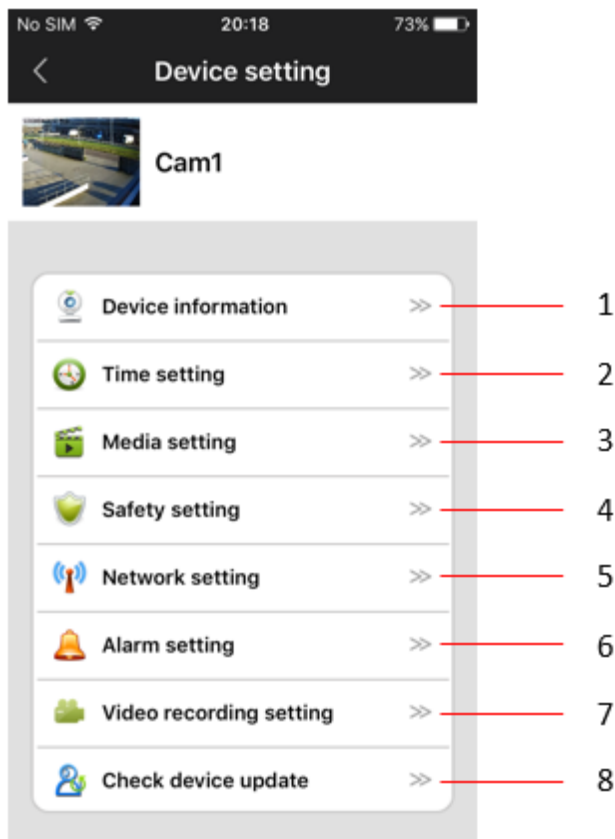 No SIM 20:18 73%
Device setting
Cam1
Device information 1
Time setting 2
Media setting 3
Safety setting 4
Network setting 5
Alarm setting 6
Video recording setting 7
Check device update 8